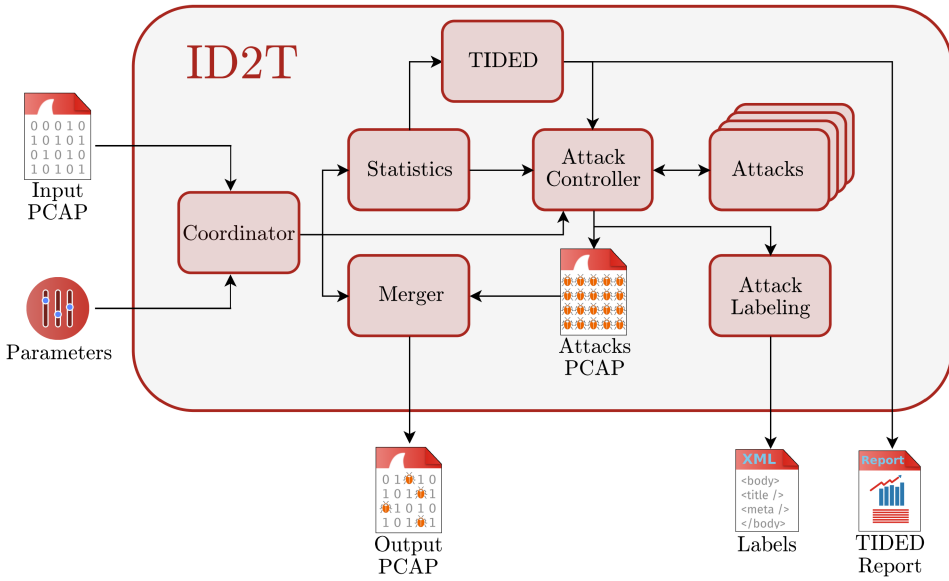 ID2T
TIDED
0 0 0 1 0
1 0 1 0 1
0 1 0 1 0
1 0 1 0 1
Input
PCAP
Statistics
Attack
Controller
Attacks
Coordinator
Parameters
Merger
Attacks
PCAP
Attack
Labeling
0 1 0 1 0
1 0 1 1
1 0 1 0
1 0 1 1
Output
PCAP
XML
<body>
<title />
<meta />
</body>
Labels
Report
TIDED
Report